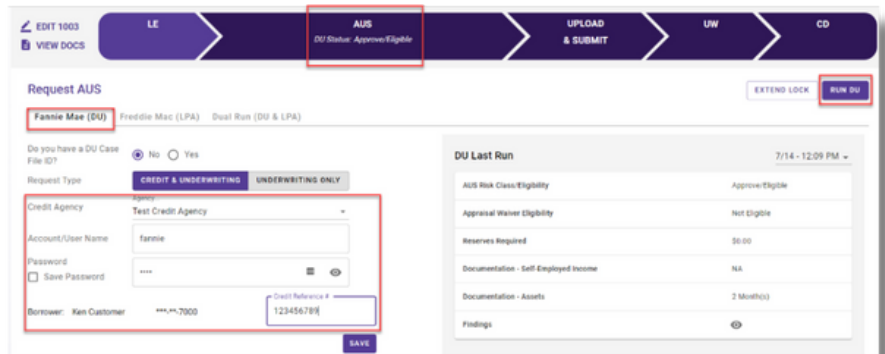 EDIT 1003
VIEW DOCS
LE
AUS
DU Status: Approve/Eligible
UPLOAD
& SUBMIT
UW
CD
Request AUS
EXTEND LOCK
RUN DU
Fannie Mae (DU) Freddie Mac (LPA) Dual Run (DU & LPA)
Do you have a DU Case
File ID?
No Yes
Request Type
CREDIT & UNDERWRITING UNDERWRITING ONLY
Credit Agency
Agency
Test Credit Agency
Account/User Name
fannie
Password
Save Password
••••
Borrower: Ken Customer ***-**-7000
Credit Reference #
123456789
SAVE
DU Last Run 7/14 - 12:09 PM
AUS Risk Class/Eligibility Approve/Eligible
Appraisal Waiver Eligibility Not Eligible
Reserves Required $0.00
Documentation - Self-Employed Income NA
Documentation - Assets 2 Month(s)
Findings